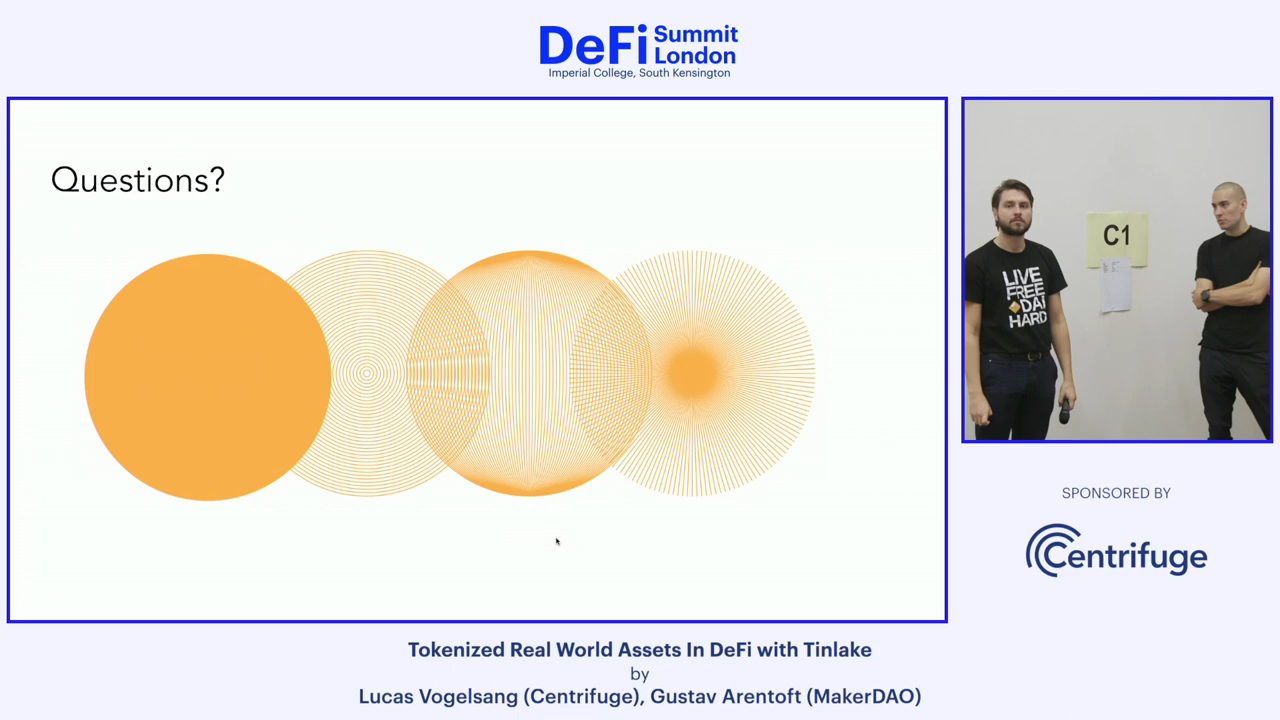 DeFi Summit London
Imperial College, South Kensington
Questions?
C1
LIVE
FREE
DAI
HARD
SPONSORED BY
Centrifuge
Tokenized Real World Assets In DeFi with Tinlake
by
Lucas Vogelsang (Centrifuge), Gustav Arentoft (MakerDAO)